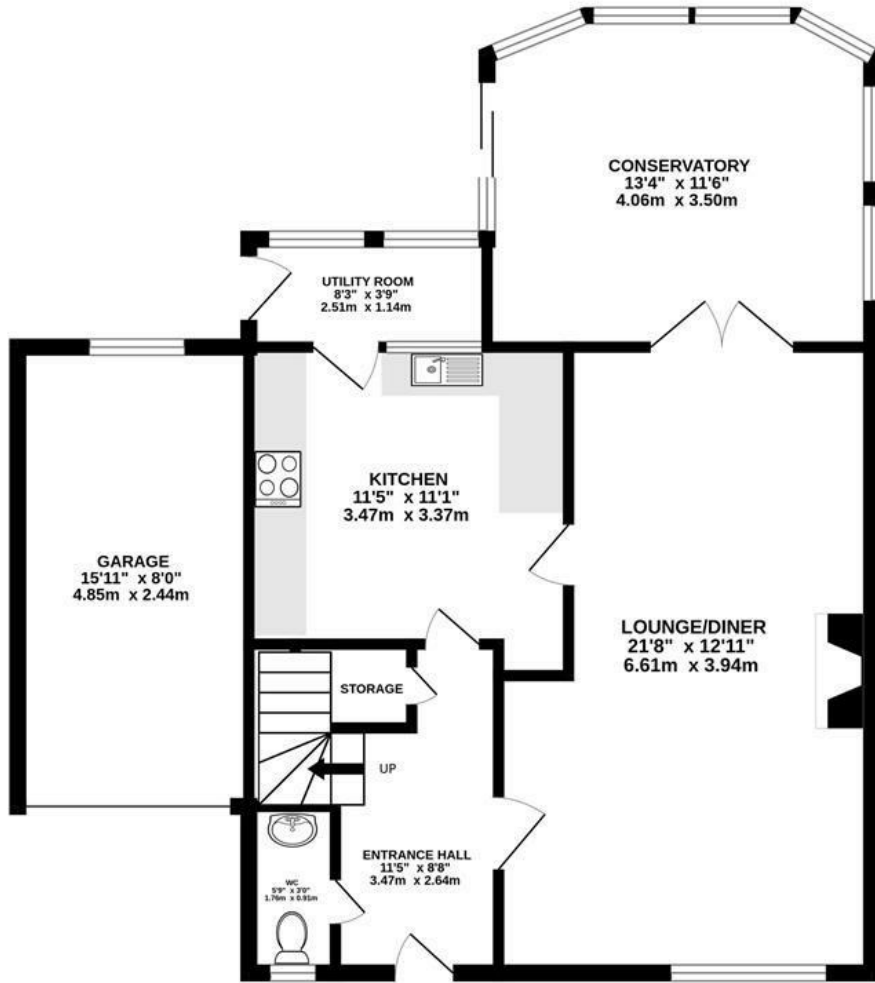 CONSERVATORY
13'4" x 11'6"
4.06m x 3.50m
UTILITY ROOM
8'3" x 3'9"
2.51m x 1.14m
KITCHEN
11'5" x 11'1"
3.47m x 3.37m
GARAGE
15'11" x 8'0"
4.85m x 2.44m
LOUNGE/DINER
21'8" x 12'11"
6.61m x 3.94m
STORAGE
UP
ENTRANCE HALL
11'5" x 8'8"
3.47m x 2.64m
WC
5'9" x 3'0"
1.76m x 0.91m